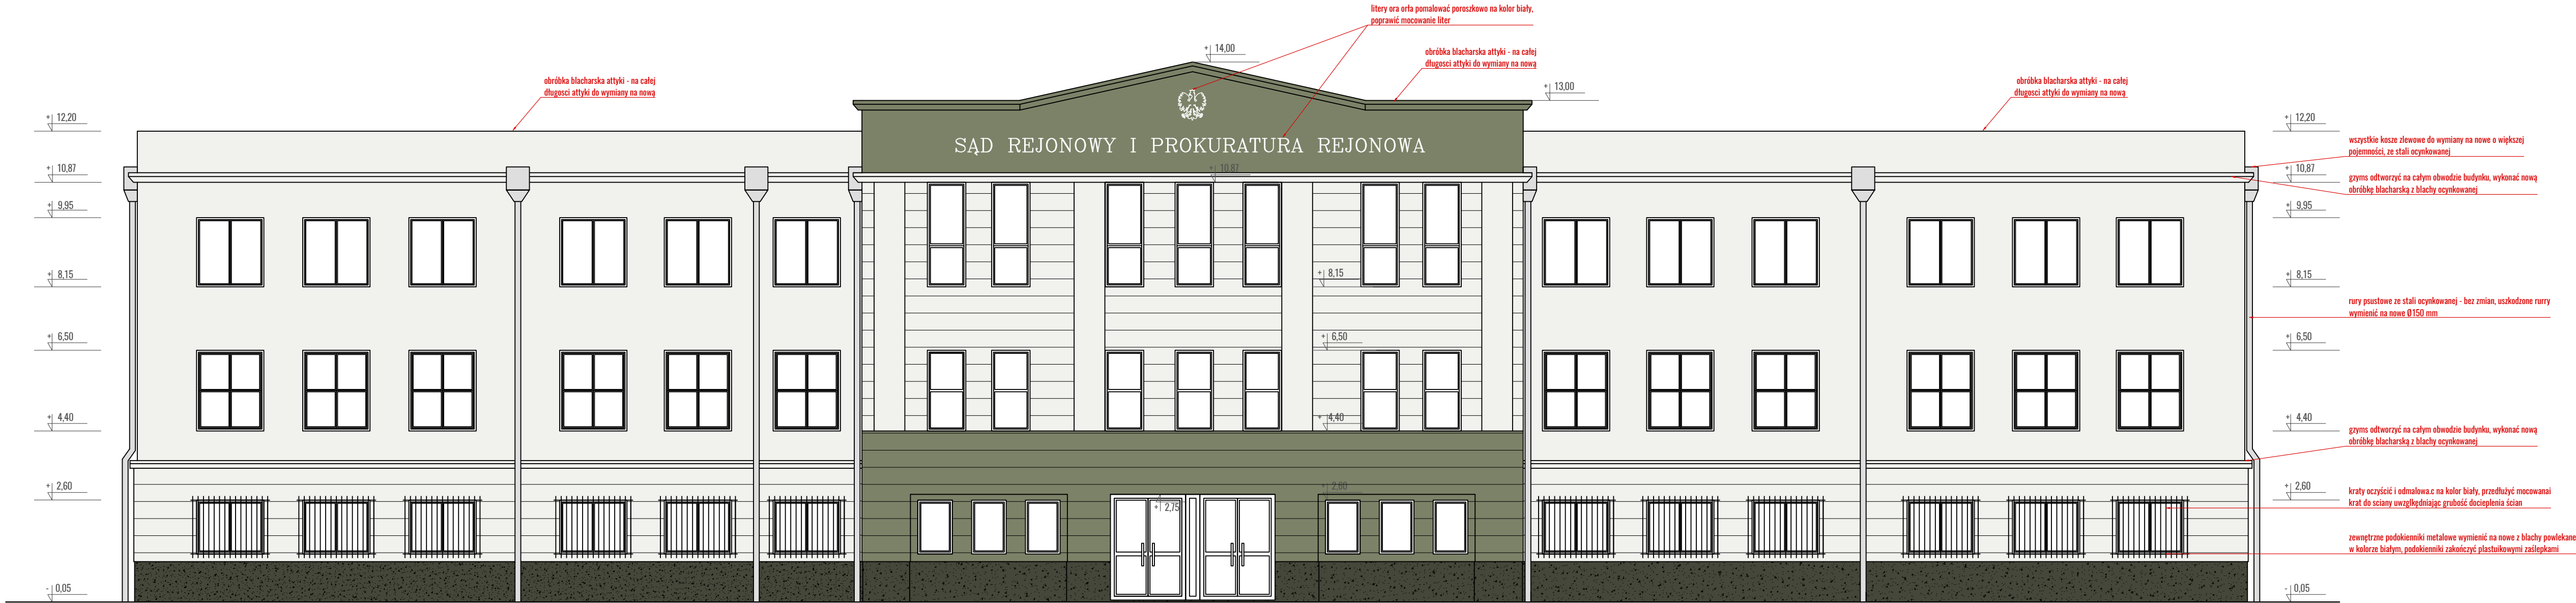 litery ora orła pomalować poroszkowo na kolor biały,
poprawić mocowanie liter
+ 14,00
obróbka blacharska attyki - na całej
długosci attyki do wymiany na nową
obróbka blacharska attyki - na całej
długosci attyki do wymiany na nową
+ 13,00
obróbka blacharska attyki - na całej
długosci attyki do wymiany na nową
+ 12,20
+ 12,20
SĄD REJONOWY I PROKURATURA REJONOWA
wszystkie kosze zlewowe do wymiany na nowe o większej
pojemności, ze stali ocynkowanej
+ 10,87
+ 10,87
+ 10,87
gzyms odtworzyć na całym obwodzie budynku, wykonać nową
obróbkę blacharską z blachy ocynkowanej
+ 9,95
+ 9,95
+ 8,15
+ 8,15
+ 8,15
rury psustowe ze stali ocynkowanej - bez zmian, uszkodzone rurry
wymienić na nowe Ø150 mm
+ 6,50
+ 6,50
+ 6,50
+ 4,40
+ 4,40
+ 4,40
gzyms odtworzyć na całym obwodzie budynku, wykonać nową
obróbkę blacharską z blachy ocynkowanej
+ 2,60
+ 2,60
+ 2,60
kraty oczyścić i odmalowa.c na kolor biały, przedłużyć mocowanai
krat do sciany uwzglkędniając grubość docieplenia ścian
+ 2,75
zewnętrzne podokienniki metalowe wymienić na nowe z blachy powlekane
w kolorze białym, podokienniki zakończyć plastuikowymi zaślepkami
- 0,05
- 0,05